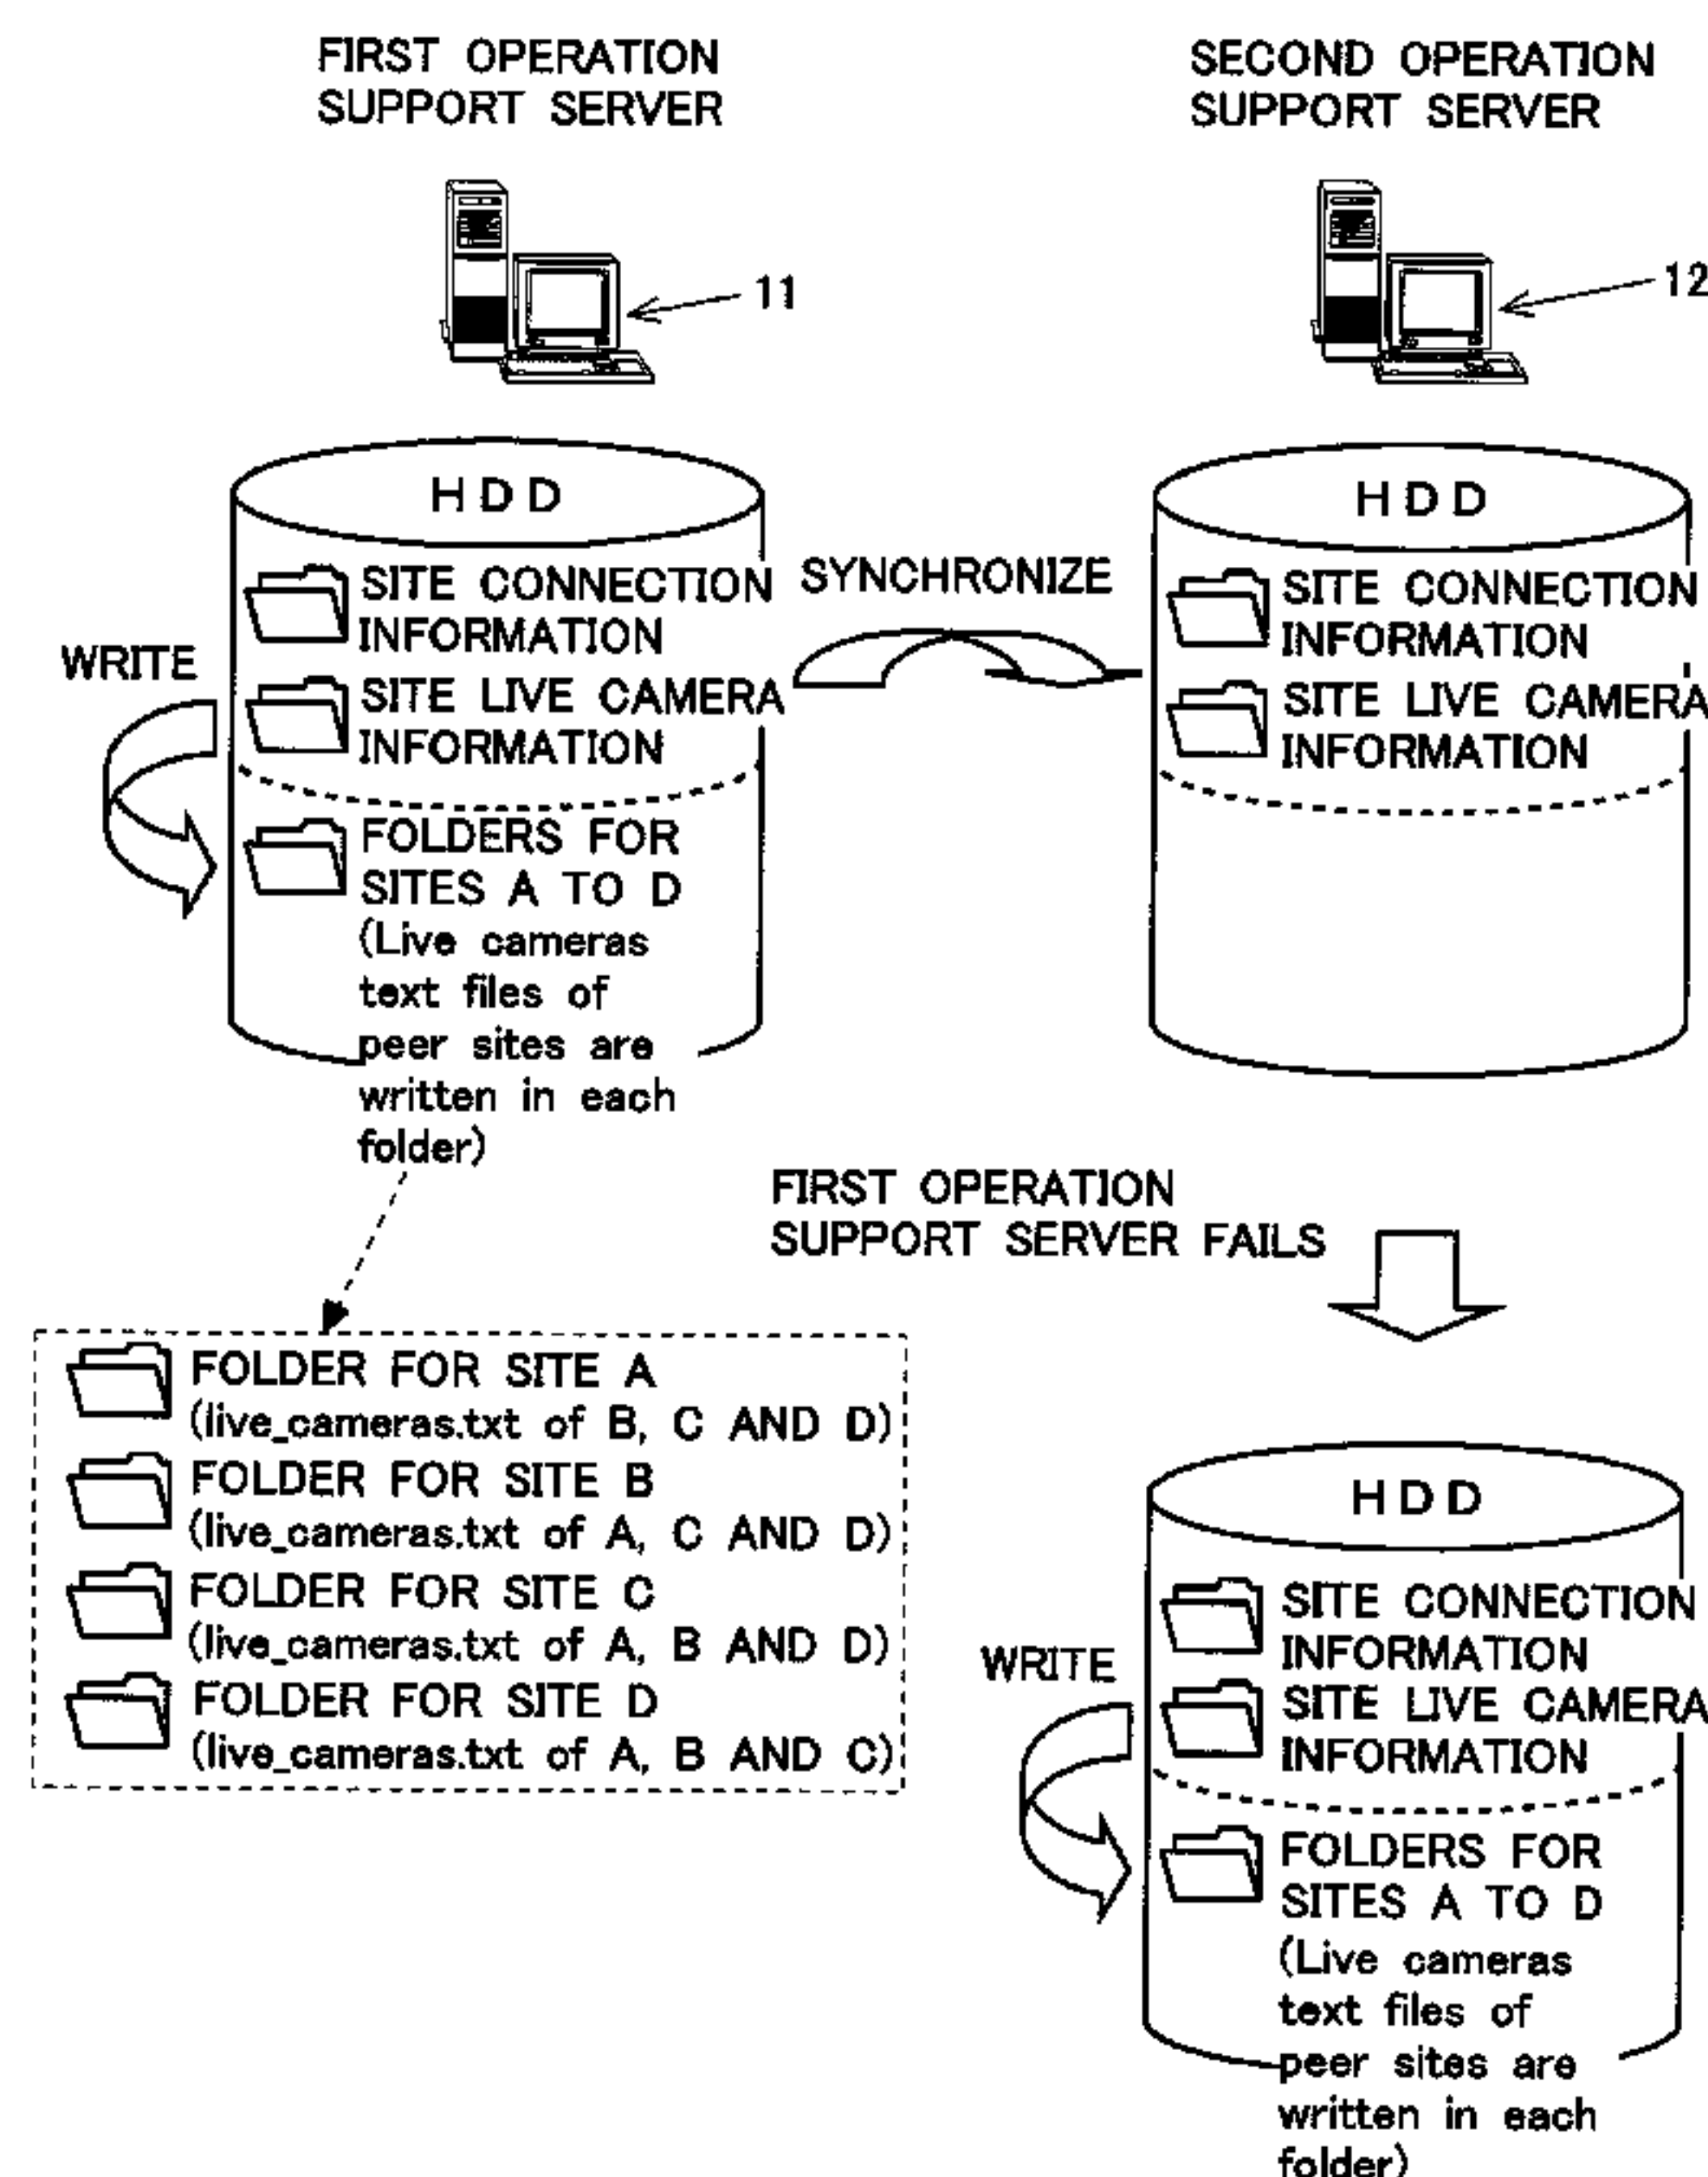 FIRST OPERATION
SUPPORT SERVER
SECOND OPERATION
SUPPORT SERVER
11
12
HDD
SITE CONNECTION
INFORMATION
SITE LIVE CAMERA
INFORMATION
WRITE
FOLDERS FOR
SITES A TO D
(Live cameras
text files of
peer sites are
written in each
folder)
SYNCHRONIZE
HDD
SITE CONNECTION
INFORMATION
SITE LIVE CAMERA
INFORMATION
FIRST OPERATION
SUPPORT SERVER FAILS
FOLDER FOR SITE A
(live_cameras.txt of B, C AND D)
FOLDER FOR SITE B
(live_cameras.txt of A, C AND D)
FOLDER FOR SITE C
(live_cameras.txt of A, B AND D)
FOLDER FOR SITE D
(live_cameras.txt of A, B AND C)
HDD
SITE CONNECTION
INFORMATION
SITE LIVE CAMERA
INFORMATION
WRITE
FOLDERS FOR
SITES A TO D
(Live cameras
text files of
peer sites are
written in each
folder)